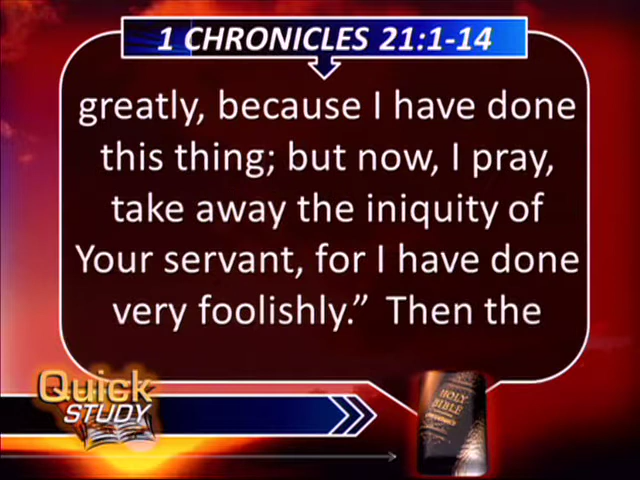 1 CHRONICLES 21:1-14
greatly, because I have done
this thing; but now, I pray,
take away the iniquity of
Your servant, for I have done
very foolishly.” Then the
Quick
STUDY
HOLY
BIBLE